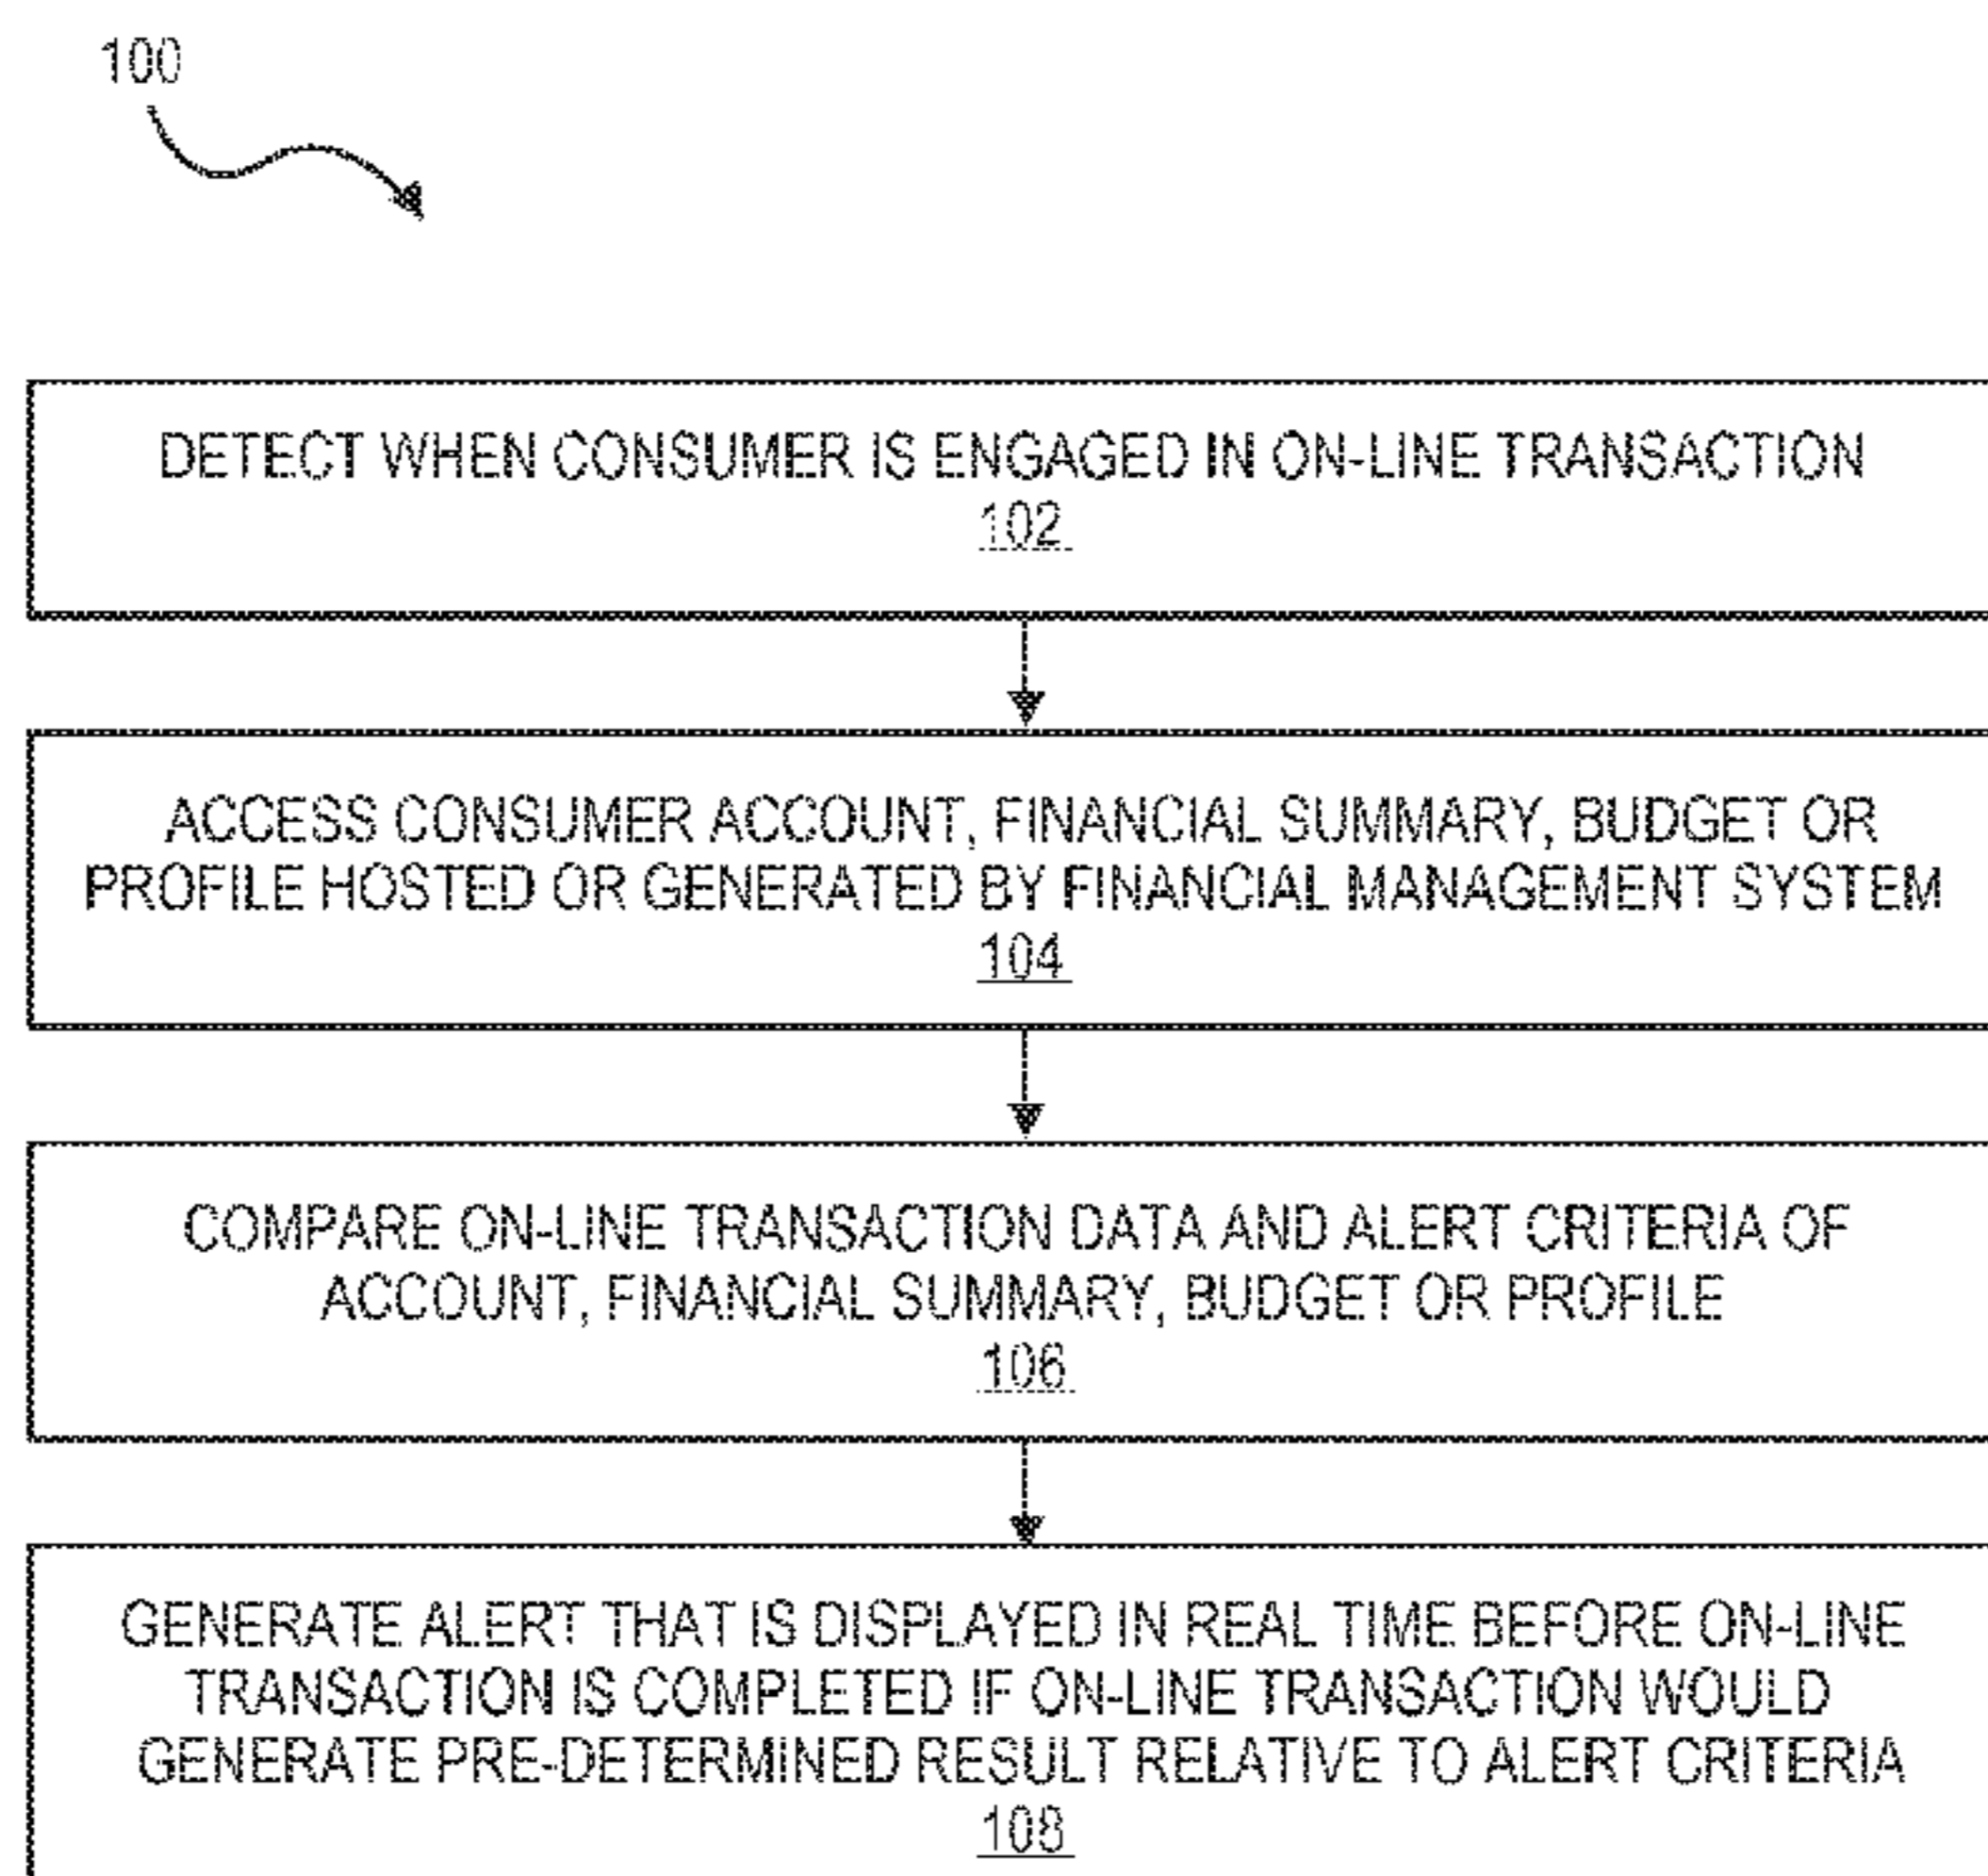 100
DETECT WHEN CONSUMER IS ENGAGED IN ON-LINE TRANSACTION
102
ACCESS CONSUMER ACCOUNT, FINANCIAL SUMMARY, BUDGET OR
PROFILE HOSTED OR GENERATED BY FINANCIAL MANAGEMENT SYSTEM
104
COMPARE ON-LINE TRANSACTION DATA AND ALERT CRITERIA OF
ACCOUNT, FINANCIAL SUMMARY, BUDGET OR PROFILE
106
GENERATE ALERT THAT IS DISPLAYED IN REAL TIME BEFORE ON-LINE
TRANSACTION IS COMPLETED IF ON-LINE TRANSACTION WOULD
GENERATE PRE-DETERMINED RESULT RELATIVE TO ALERT CRITERIA
108